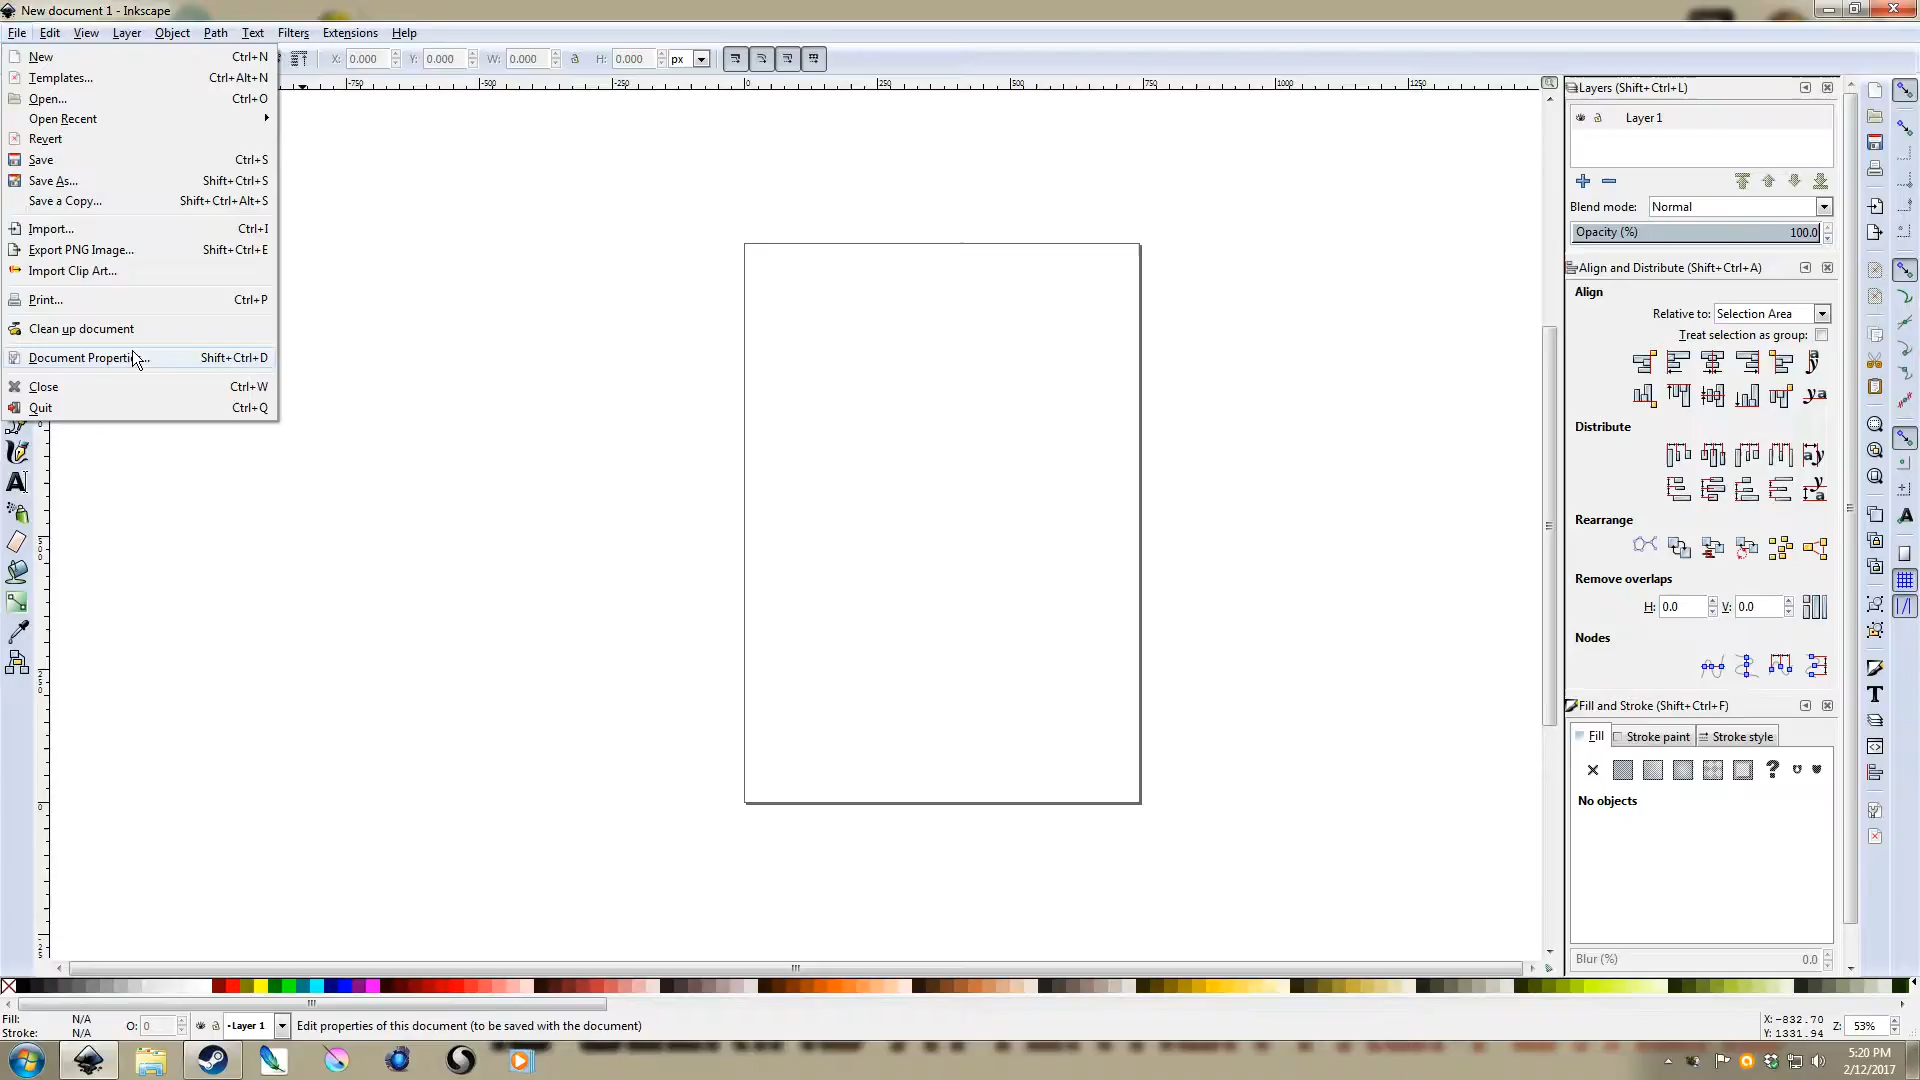 New document 1 - Inkscape
File Edit View Layer Object Path Text Filters Extensions Help
New Ctrl+N
Templates... Ctrl+Alt+N
Open... Ctrl+O
Open Recent
Revert
Save Ctrl+S
Save As... Shift+Ctrl+S
Save a Copy... Shift+Ctrl+Alt+S
Import... Ctrl+I
Export PNG Image... Shift+Ctrl+E
Import Clip Art...
Print... Ctrl+P
Clean up document
Document Properti... Shift+Ctrl+D
Close Ctrl+W
Quit Ctrl+Q
X: 0.000 Y: 0.000 W: 0.000 H: 0.000 px
-750 -500 -250 0 250 500 750 1000 1250
Layers (Shift+Ctrl+L)
Layer 1
Blend mode: Normal
Opacity (%) 100.0
Align and Distribute (Shift+Ctrl+A)
Align
Relative to: Selection Area
Treat selection as group:
Distribute
Rearrange
Remove overlaps
H: 0.0 V: 0.0
Nodes
Fill and Stroke (Shift+Ctrl+F)
Fill Stroke paint Stroke style
No objects
Blur (%) 0.0
Fill: N/A
Stroke: N/A
O: 0
Layer 1
Edit properties of this document (to be saved with the document)
X: -832.70
Y: 1331.94
Z: 53%
5:20 PM
2/12/2017